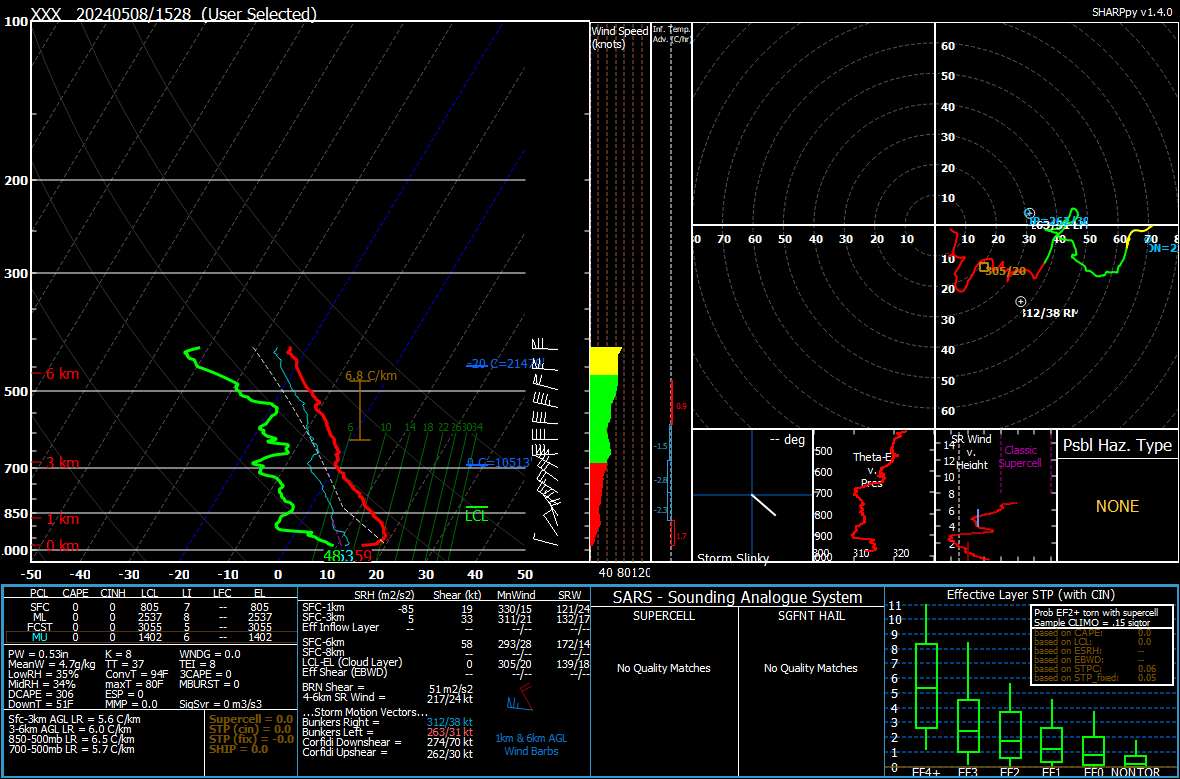 XXX 20240508/1528 (User Selected)
SHARPpy v1.4.0
100
200
300
500
700
850
000
-50 -40 -30 -20 -10 0 10 20 30 40 50
6 km
3 km
1 km
0 km
6.8 C/km
6 10 14 18 22 26 30 34
0 C=10513'
LCL
59
Wind Speed
(knots)
40 80 120
Inf. Temp.
Adv. (C/hr)
0.9
-1.5
-2.8
-2.3
1.7
60
50
40
30
20
10
70 60 50 40 30 20 10
10 20 30 40 50 60 70
10
20
30
40
50
60
305/20
312/38 RM
-- deg
Storm Slinky
Theta-E
v.
Pres
500
600
700
800
900
310 320
SR Wind
v.
Height
Classic
Supercell
14
12
10
8
6
4
2
Psbl Haz. Type
NONE
PCL CAPE CINH LCL LI LFC EL
SFC 0 0 805 7 -- 805
ML 0 0 2537 8 -- 2537
FCST 0 0 3055 5 -- 3055
MU 0 0 1402 6 -- 1402
PW = 0.53in K = 8 WNDG = 0.0
MeanW = 4.7g/kg TT = 37 TEI = 8
LowRH = 35% ConvT = 94F 3CAPE = 0
MidRH = 34% maxT = 80F MBURST = 0
DCAPE = 306 ESP = 0
DownT = 51F MMP = 0.0 SigSvr = 0 m3/s3
Sfc-3km AGL LR = 5.6 C/km
3-6km AGL LR = 6.0 C/km
850-500mb LR = 6.5 C/km
700-500mb LR = 5.7 C/km
Supercell = 0.0
STP (cin) = 0.0
STP (fix) = -0.0
SHIP = 0.0
SRH (m2/s2) Shear (kt) MnWind SRW
SFC-1km -85 19 330/15 121/24
SFC-3km 5 33 311/21 132/17
Eff Inflow Layer -- -- --/-- --/--
SFC-6km 58 293/28 172/14
SFC-8km -- --/-- --/--
LCL-EL (Cloud Layer) 0 305/20 139/18
Eff Shear (EBWD) -- --/-- --/--
BRN Shear = 51 m2/s2
4-6km SR Wind = 217/24 kt
...Storm Motion Vectors...
Bunkers Right = 312/38 kt
Bunkers Left = 263/31 kt
Corfidi Downshear = 274/70 kt
Corfidi Upshear = 262/30 kt
1km & 6km AGL
Wind Barbs
SARS - Sounding Analogue System
SUPERCELL SGFNT HAIL
No Quality Matches No Quality Matches
Effective Layer STP (with CIN)
11
10
9
8
7
6
5
4
3
2
1
0
EF4+ EF3 EF2 EF1 EF0 NONTOR
Prob EF2+ torn with supercell
Sample CLIMO = .15 sigtor
based on CAPE: 0.0
based on LCL: 0.0
based on ESRH: --
based on EBWD: --
based on STPC: 0.06
based on STP_fixed: 0.05